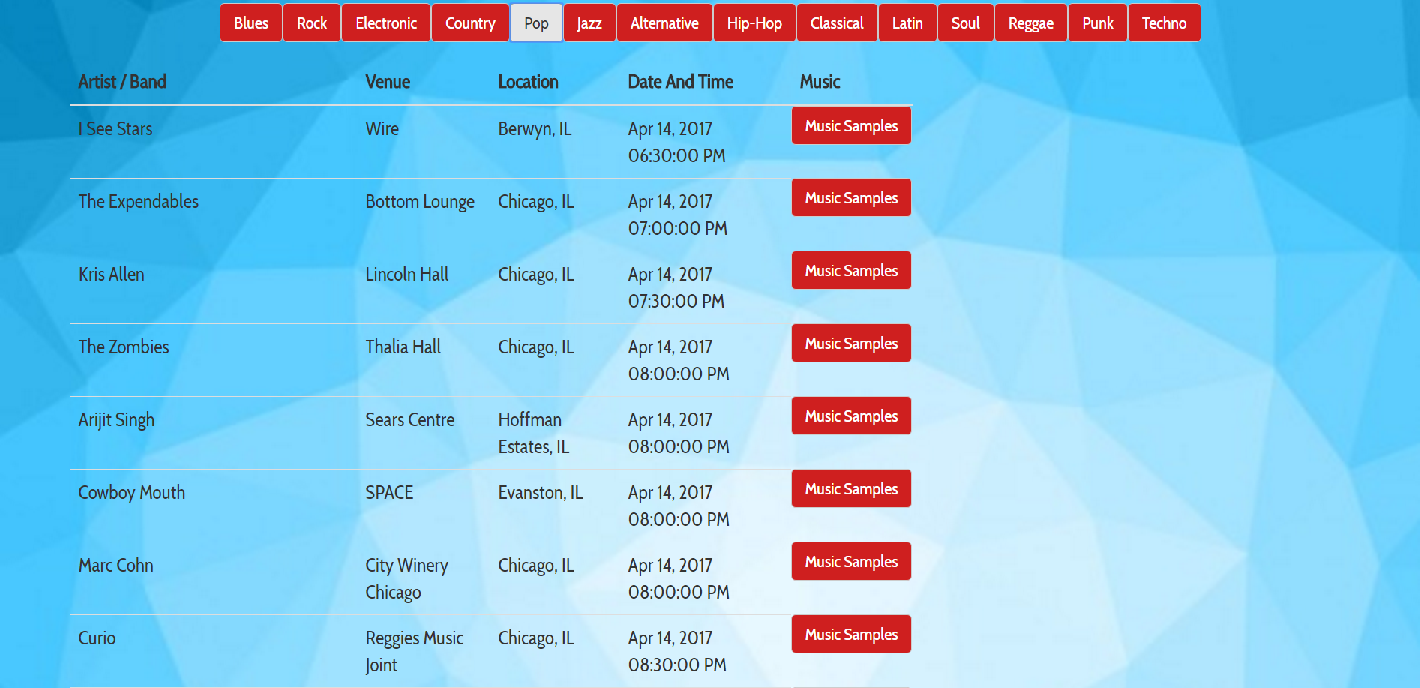 Blues Rock Electronic Country Pop Jazz Alternative Hip-Hop Classical Latin Soul Reggae Punk Techno
Artist / Band Venue Location Date And Time Music
I See Stars Wire Berwyn, IL Apr 14, 2017 Music Samples
06:30:00 PM
The Expendables Bottom Lounge Chicago, IL Apr 14, 2017 Music Samples
07:00:00 PM
Kris Allen Lincoln Hall Chicago, IL Apr 14, 2017 Music Samples
07:30:00 PM
The Zombies Thalia Hall Chicago, IL Apr 14, 2017 Music Samples
08:00:00 PM
Arijit Singh Sears Centre Hoffman Apr 14, 2017 Music Samples
Estates, IL 08:00:00 PM
Cowboy Mouth SPACE Evanston, IL Apr 14, 2017 Music Samples
08:00:00 PM
Marc Cohn City Winery Chicago, IL Apr 14, 2017 Music Samples
Chicago 08:00:00 PM
Curio Reggies Music Chicago, IL Apr 14, 2017 Music Samples
Joint 08:30:00 PM